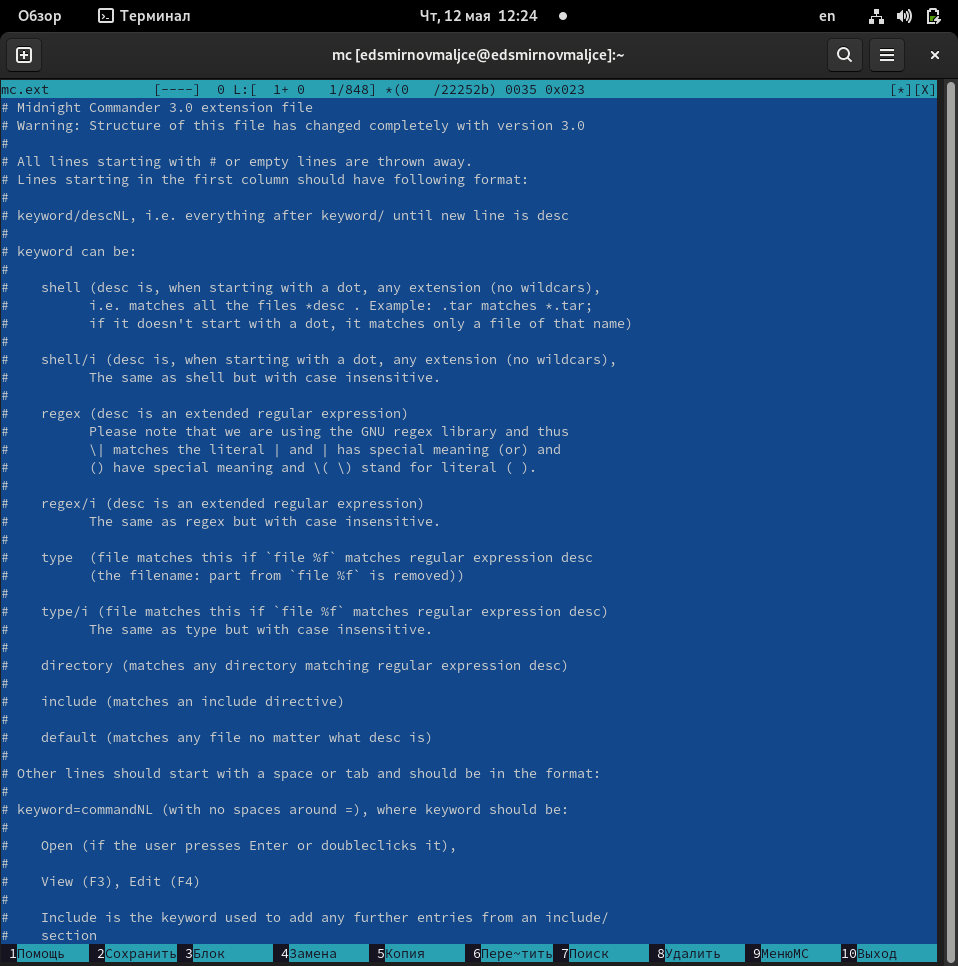 Обзор Терминал Чт, 12 мая 12:24 en
mc [edsmirnovmaljce@edsmirnovmaljce]:~
mc.ext [----] 0 L:[ 1+ 0 1/848] *(0 /22252b) 0035 0x023 [*][X]
# Midnight Commander 3.0 extension file
# Warning: Structure of this file has changed completely with version 3.0
#
# All lines starting with # or empty lines are thrown away.
# Lines starting in the first column should have following format:
#
# keyword/descNL, i.e. everything after keyword/ until new line is desc
#
# keyword can be:
#
#    shell (desc is, when starting with a dot, any extension (no wildcars),
#          i.e. matches all the files *desc . Example: .tar matches *.tar;
#          if it doesn't start with a dot, it matches only a file of that name)
#
#    shell/i (desc is, when starting with a dot, any extension (no wildcars),
#          The same as shell but with case insensitive.
#
#    regex (desc is an extended regular expression)
#          Please note that we are using the GNU regex library and thus
#          \| matches the literal | and | has special meaning (or) and
#          () have special meaning and \( \) stand for literal ( ).
#
#    regex/i (desc is an extended regular expression)
#          The same as regex but with case insensitive.
#
#    type  (file matches this if `file %f` matches regular expression desc
#          (the filename: part from `file %f` is removed))
#
#    type/i (file matches this if `file %f` matches regular expression desc)
#          The same as type but with case insensitive.
#
#    directory (matches any directory matching regular expression desc)
#
#    include (matches an include directive)
#
#    default (matches any file no matter what desc is)
#
# Other lines should start with a space or tab and should be in the format:
#
# keyword=commandNL (with no spaces around =), where keyword should be:
#
#    Open (if the user presses Enter or doubleclicks it),
#
#    View (F3), Edit (F4)
#
#    Include is the keyword used to add any further entries from an include/
#    section
1Помощь 2Сохранить 3Блок 4Замена 5Копия 6Пере~тить 7Поиск 8Удалить 9МенюМС 10Выход